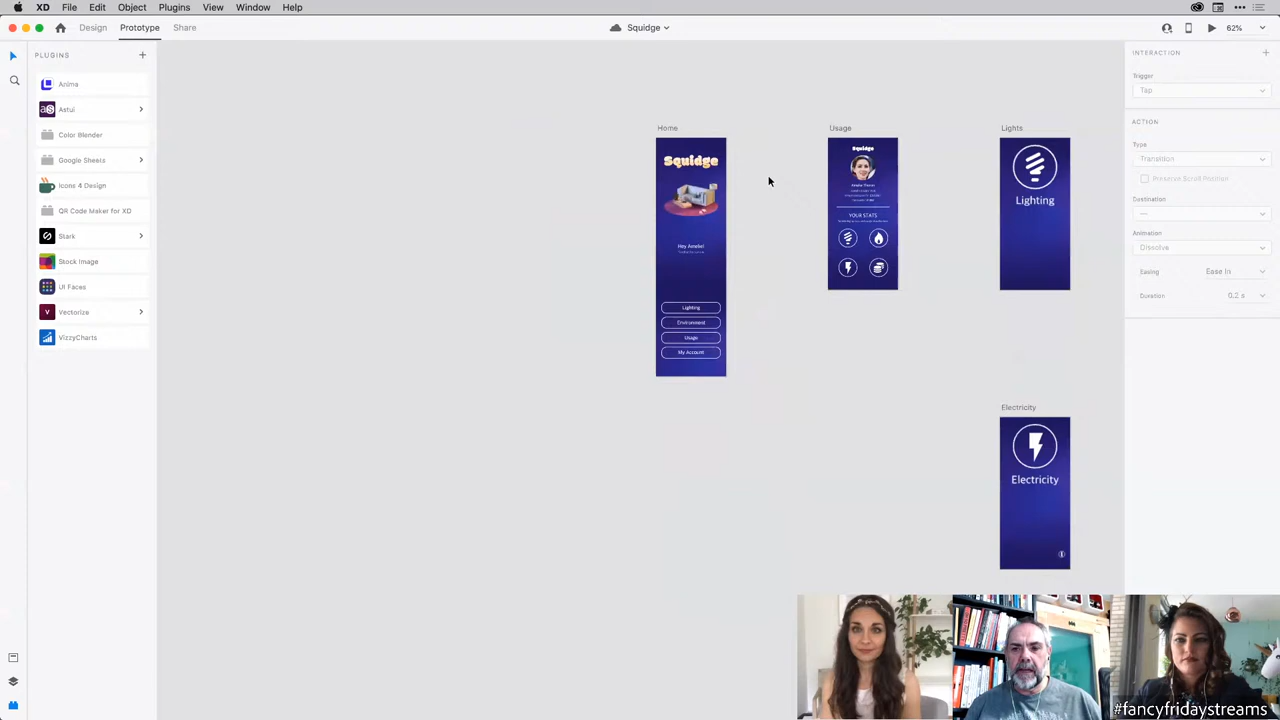 XD File Edit Object Plugins View Window Help
Design Prototype Share Squidge 62%
PLUGINS
Anima
Astui
Color Blender
Google Sheets
Icons 4 Design
QR Code Maker for XD
Stark
Stock Image
UI Faces
Vectorize
VizzyCharts
Home
Squidge
Hey Amelie!
Lighting
Environment
Usage
My Account
Usage
Squidge
YOUR STATS
Lights
Lighting
Electricity
Electricity
INTERACTION
Trigger
Tap
ACTION
Type
Transition
Preserve Scroll Position
Destination
—
Animation
Dissolve
Easing Ease In
Duration 0.2 s
#fancyfridaystreams